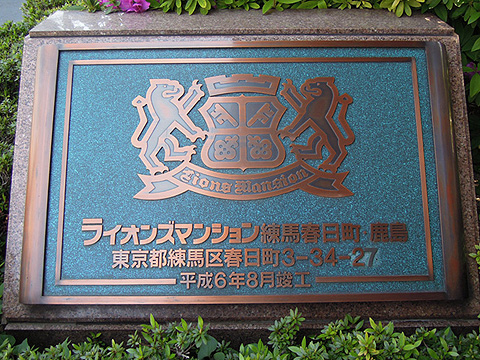 Lions Mansion
ライオンズマンション練馬春日町・鹿島
東京都練馬区春日町3-34-27
平成6年8月竣工